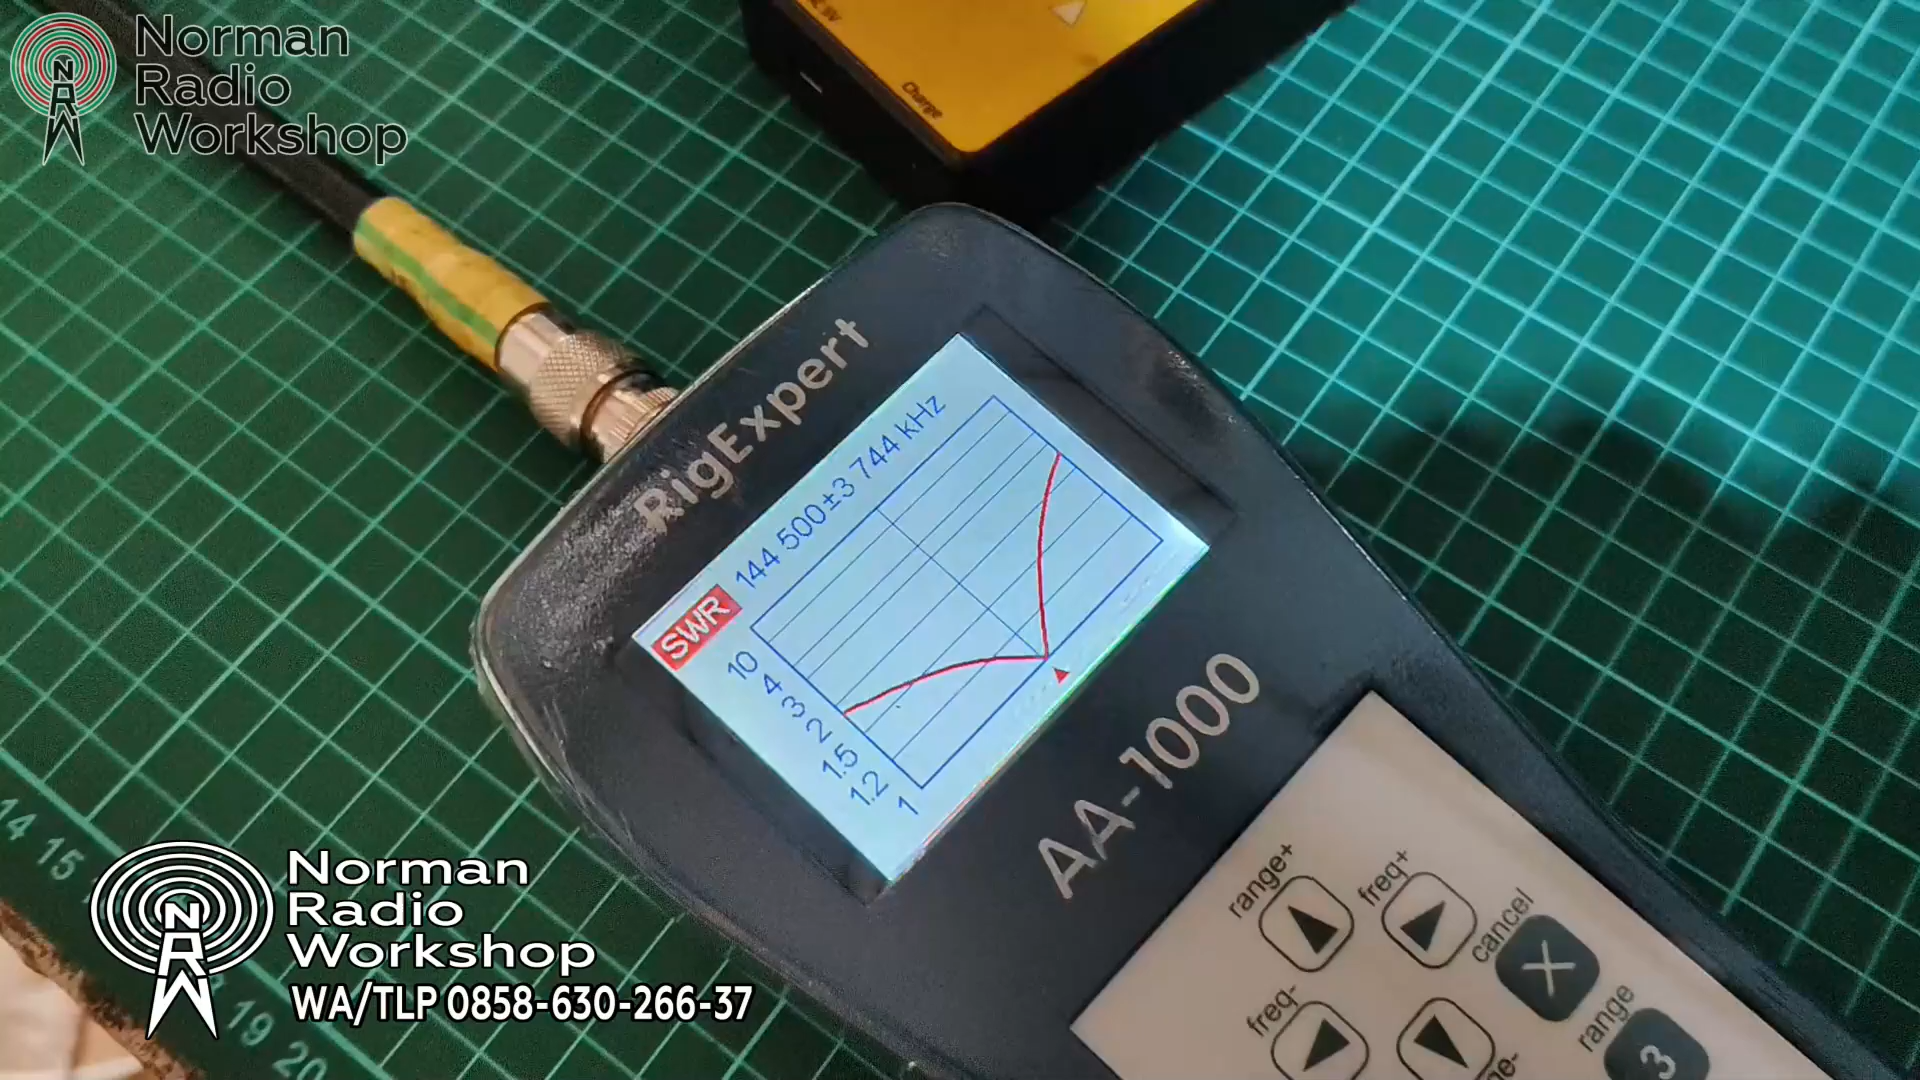 Norman
Radio
Workshop
Charge
RigExpert
SWR 144 500±3 744 kHz
10
4
3
2
1.5
1.2
1
AA-1000
range+
freq+
cancel
freq-
range
3
14 15
19 20
NRW
Norman
Radio
Workshop
WA/TLP 0858-630-266-37